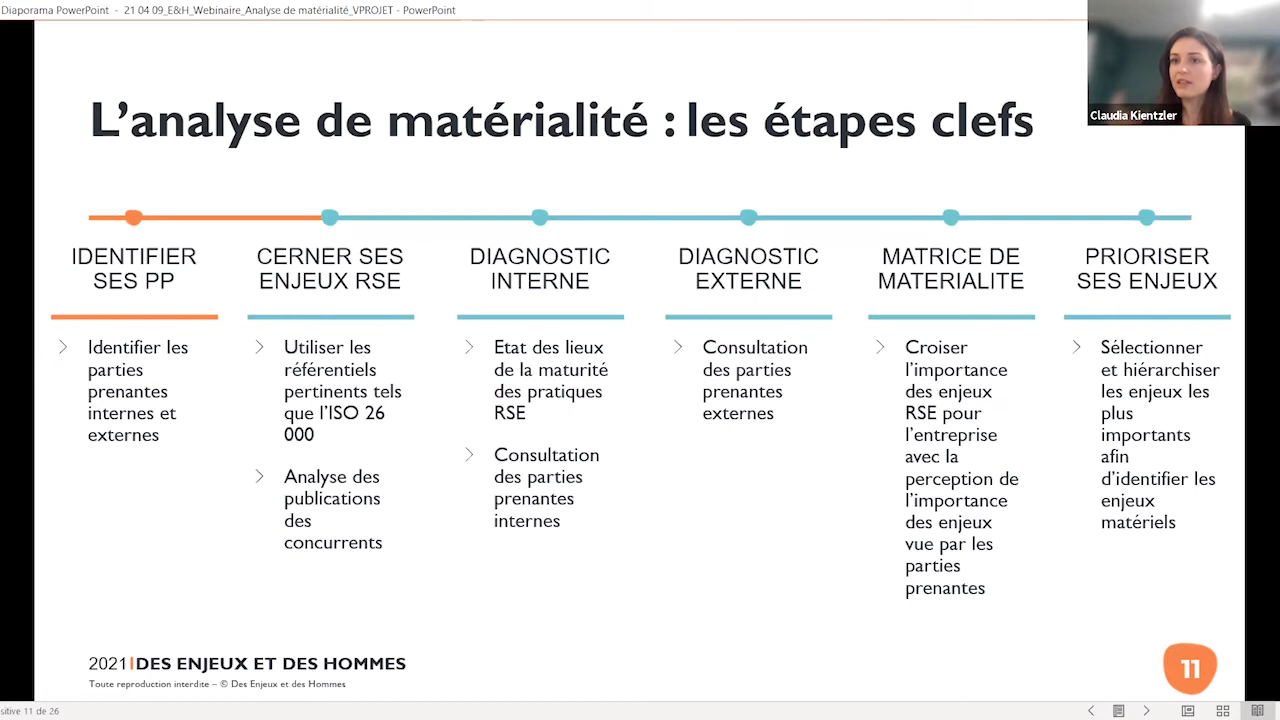 Diaporama PowerPoint - 21 04 09_E&H_Webinaire_Analyse de matérialité_VPROJET - PowerPoint
Claudia Kientzler
L'analyse de matérialité : les étapes clefs
IDENTIFIER
SES PP
Identifier les
parties
prenantes
internes et
externes
CERNER SES
ENJEUX RSE
Utiliser les
référentiels
pertinents tels
que l'ISO 26
000
Analyse des
publications
des
concurrents
DIAGNOSTIC
INTERNE
Etat des lieux
de la maturité
des pratiques
RSE
Consultation
des parties
prenantes
internes
DIAGNOSTIC
EXTERNE
Consultation
des parties
prenantes
externes
MATRICE DE
MATERIALITE
Croiser
l'importance
des enjeux
RSE pour
l'entreprise
avec la
perception de
l'importance
des enjeux
vue par les
parties
prenantes
PRIORISER
SES ENJEUX
Sélectionner
et hiérarchiser
les enjeux les
plus
importants
afin
d'identifier les
enjeux
matériels
2021 | DES ENJEUX ET DES HOMMES
Toute reproduction interdite – © Des Enjeux et des Hommes
11
sitive 11 de 26